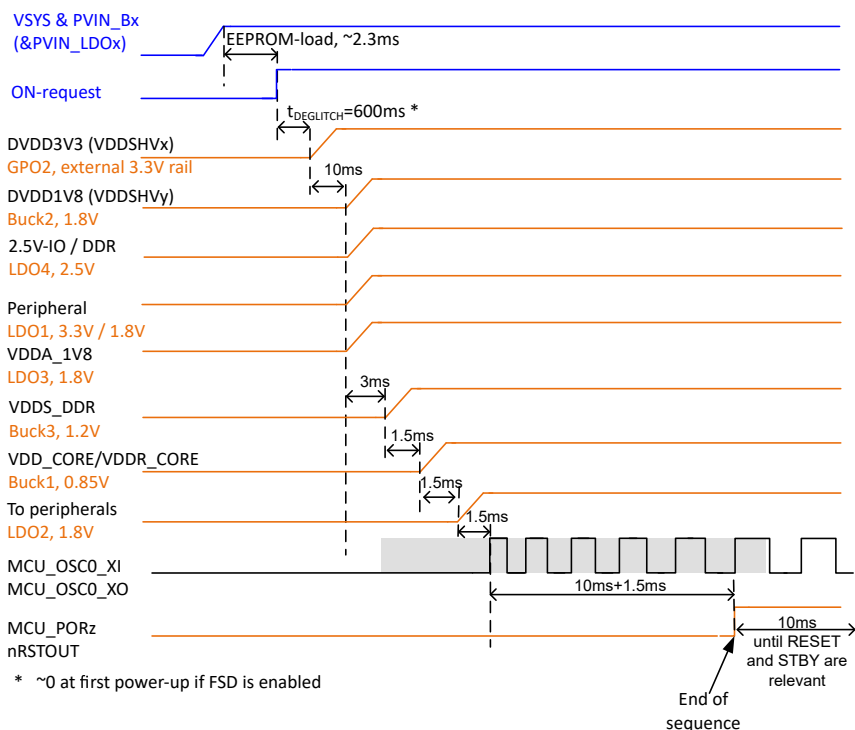 VSYS & PVIN_Bx
(&PVIN_LDOx)
EEPROM-load, ~2.3ms
ON-request
tDEGLITCH=600ms *
DVDD3V3 (VDDSHVx)
GPO2, external 3.3V rail
10ms
DVDD1V8 (VDDSHVy)
Buck2, 1.8V
2.5V-IO / DDR
LDO4, 2.5V
Peripheral
LDO1, 3.3V / 1.8V
VDDA_1V8
LDO3, 1.8V
3ms
VDDS_DDR
Buck3, 1.2V
1.5ms
VDD_CORE/VDDR_CORE
Buck1, 0.85V
1.5ms
To peripherals
LDO2, 1.8V
1.5ms
MCU_OSC0_XI
MCU_OSC0_XO
10ms+1.5ms
MCU_PORz
nRSTOUT
10ms
until RESET
and STBY are
relevant
* ~0 at first power-up if FSD is enabled
End of
sequence